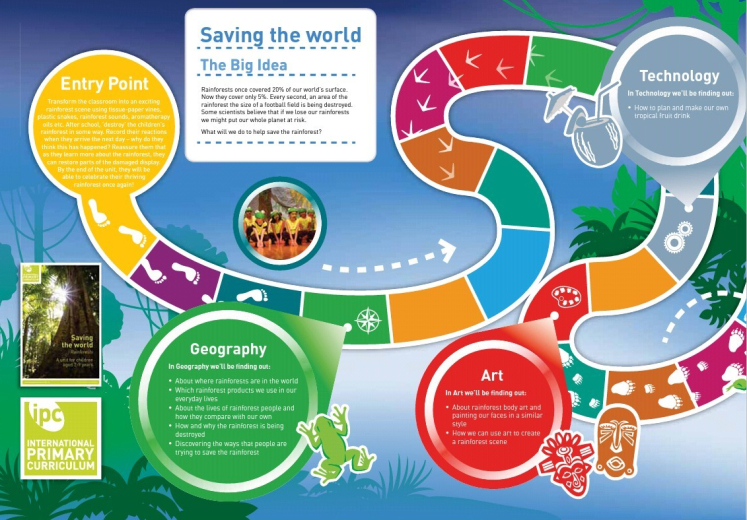 Saving the world
The Big Idea
Rainforests once covered 20% of our world's surface.
Now they cover only 5%. Every second, an area of the
rainforest the size of a football field is being destroyed.
Some scientists believe that if we lose our rainforests
we might put our whole planet at risk.
What will we do to help save the rainforest?
Entry Point
Transform the classroom into an exciting
rainforest scene using tissue-paper vines,
plastic snakes, rainforest sounds, aromatherapy
oils etc. After school, 'destroy' the children's
rainforest in some way. Record their reactions
when they arrive the next day – why do they
think this has happened? Reassure them that
as they learn more about the rainforest, they
can restore parts of the damaged display.
By the end of the unit, they will be
able to celebrate their thriving
rainforest once again!
Technology
In Technology we'll be finding out:
• How to plan and make our own
tropical fruit drink
Saving
the world
Rainforests
A unit for children
aged 7-9 years
Geography
In Geography we'll be finding out:
• About where rainforests are in the world
• Which rainforest products we use in our
everyday lives
• About the lives of rainforest people and
how they compare with our own
• How and why the rainforest is being
destroyed
• Discovering the ways that people are
trying to save the rainforest
Art
In Art we'll be finding out:
• About rainforest body art and
painting our faces in a similar
style
• How we can use art to create
a rainforest scene
ipc
INTERNATIONAL
PRIMARY
CURRICULUM